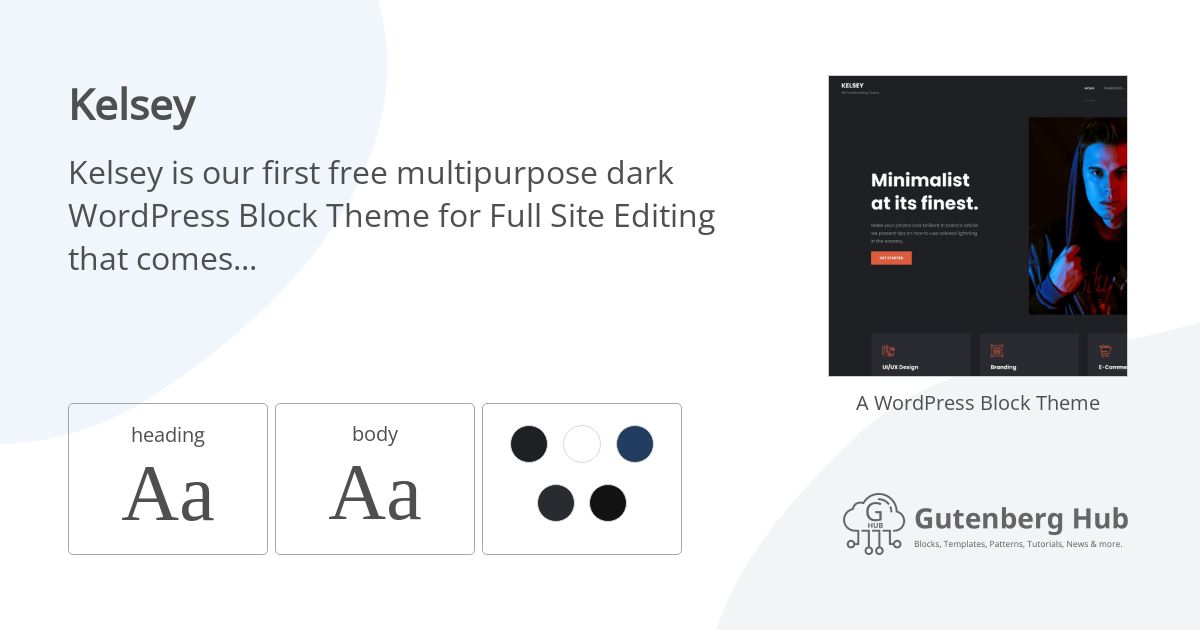 Kelsey
Kelsey is our first free multipurpose dark
WordPress Block Theme for Full Site Editing
that comes...
heading
Aa
body
Aa
KELSEY
HOME
Minimalist
at its finest.
Make your photos look brilliant in today's article
we present tips on how to use colored lightning
in the scenery.
GET STARTED
UI/UX Design
Branding
E-Comme
A WordPress Block Theme
G
HUB
Gutenberg Hub
Blocks, Templates, Patterns, Tutorials, News & more.